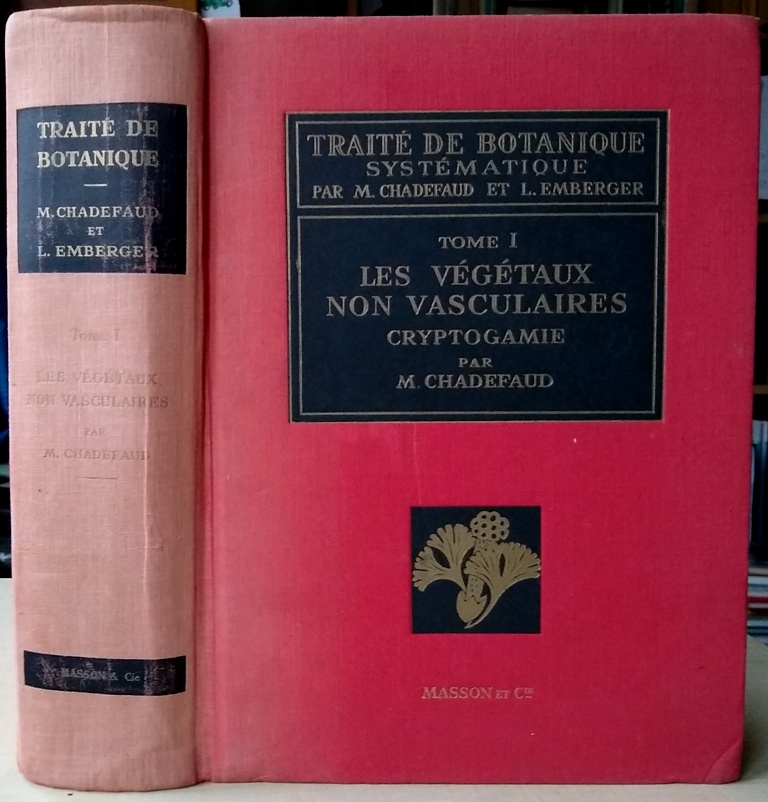 TRAITÉ DE
BOTANIQUE
M. CHADEFAUD
ET
L. EMBERGER
Tome I
LES VÉGÉTAUX
NON VASCULAIRES
PAR
M. CHADEFAUD
MASSON & Cie
TRAITÉ DE BOTANIQUE
SYSTÉMATIQUE
PAR M. CHADEFAUD ET L. EMBERGER
TOME I
LES VÉGÉTAUX
NON VASCULAIRES
CRYPTOGAMIE
PAR
M. CHADEFAUD
MASSON ET CIE